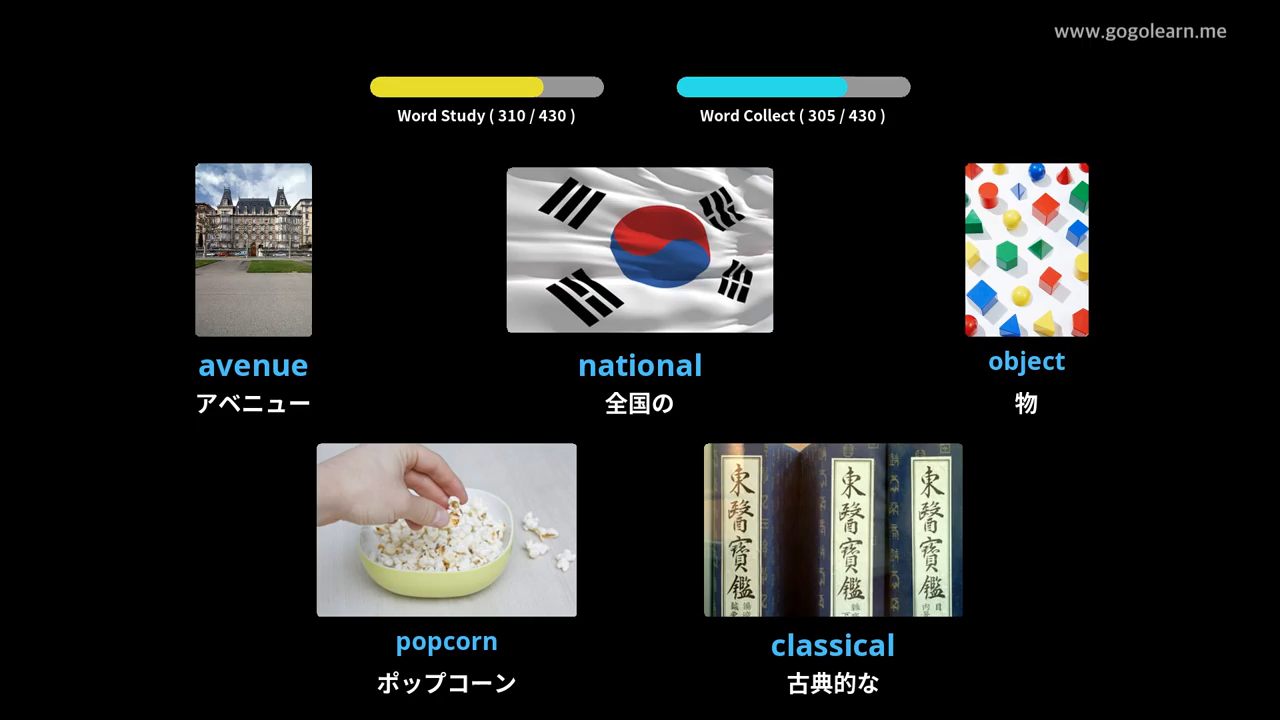 www.gogolearn.me
Word Study ( 310 / 430 )
Word Collect ( 305 / 430 )
avenue
アベニュー
national
全国の
object
物
popcorn
ポップコーン
東醫寶鑑
東醫寶鑑
東醫寶鑑
classical
古典的な